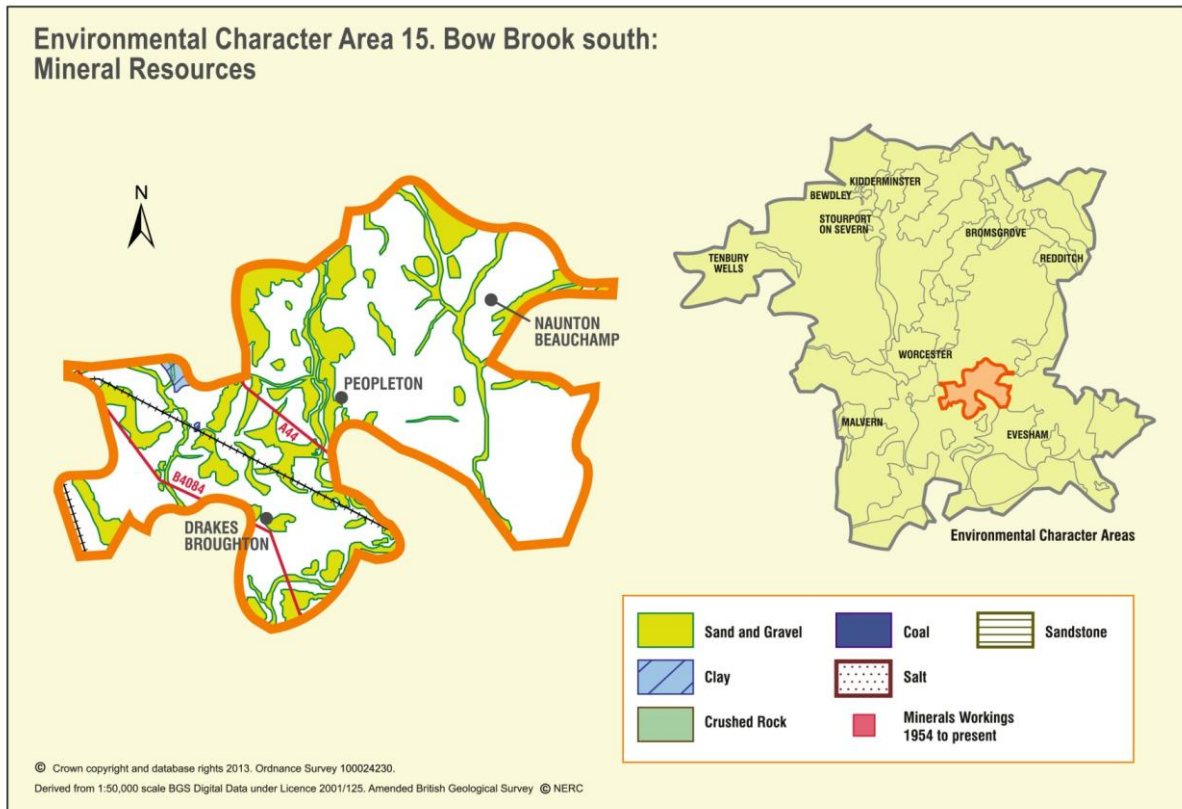 Environmental Character Area 15. Bow Brook south:
Mineral Resources
N
NAUNTON
BEAUCHAMP
PEOPLETON
A44
B4084
DRAKES
BROUGHTON
KIDDERMINSTER
BEWDLEY
STOURPORT
ON SEVERN
BROMSGROVE
TENBURY
WELLS
REDDITCH
WORCESTER
MALVERN
EVESHAM
Environmental Character Areas
Sand and Gravel
Coal
Sandstone
Clay
Salt
Crushed Rock
Minerals Workings
1954 to present
© Crown copyright and database rights 2013. Ordnance Survey 100024230.
Derived from 1:50,000 scale BGS Digital Data under Licence 2001/125. Amended British Geological Survey © NERC